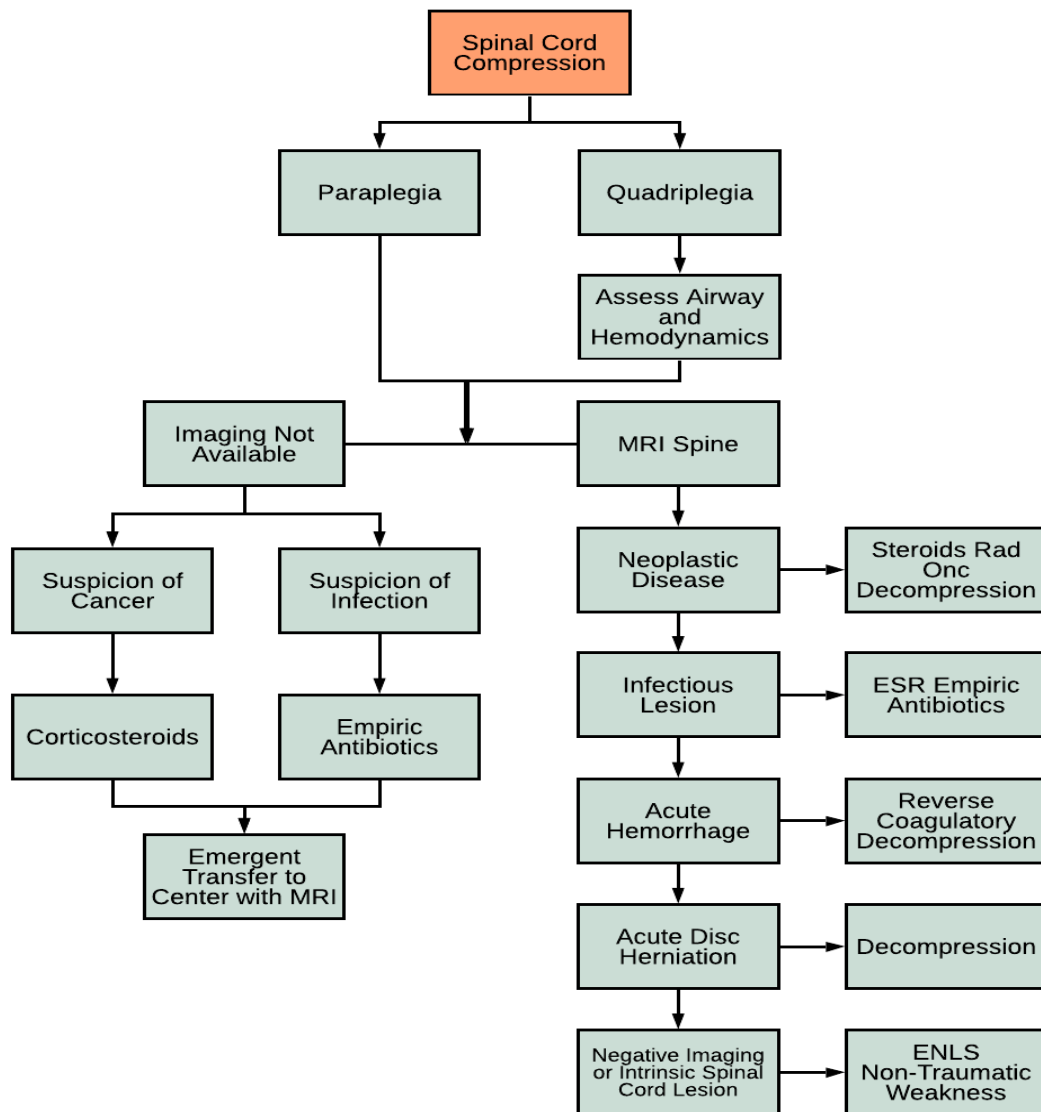 Spinal Cord
Compression
Paraplegia
Quadriplegia
Assess Airway
and
Hemodynamics
Imaging Not
Available
MRI Spine
Suspicion of
Cancer
Suspicion of
Infection
Neoplastic
Disease
Steroids Rad
Onc
Decompression
Corticosteroids
Empiric
Antibiotics
Infectious
Lesion
ESR Empiric
Antibiotics
Emergent
Transfer to
Center with MRI
Acute
Hemorrhage
Reverse
Coagulatory
Decompression
Acute Disc
Herniation
Decompression
Negative Imaging
or Intrinsic Spinal
Cord Lesion
ENLS
Non-Traumatic
Weakness